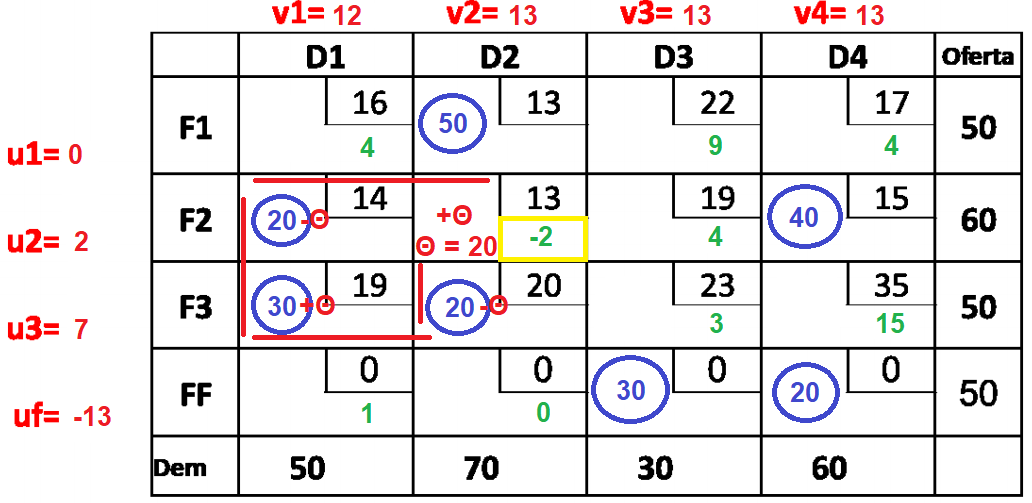 v1= 12 v2= 13 v3= 13 v4= 13
D1 D2 D3 D4 Oferta
F1 16 50 13 22 17 50
4 9 4
u1= 0
F2 20 -Θ 14 +Θ 13 19 40 15 60
Θ = 20 -2 4
u2= 2
F3 30 +Θ 19 20 -Θ 20 23 35 50
3 15
u3= 7
FF 0 0 30 0 20 0 50
1 0
uf= -13
Dem 50 70 30 60